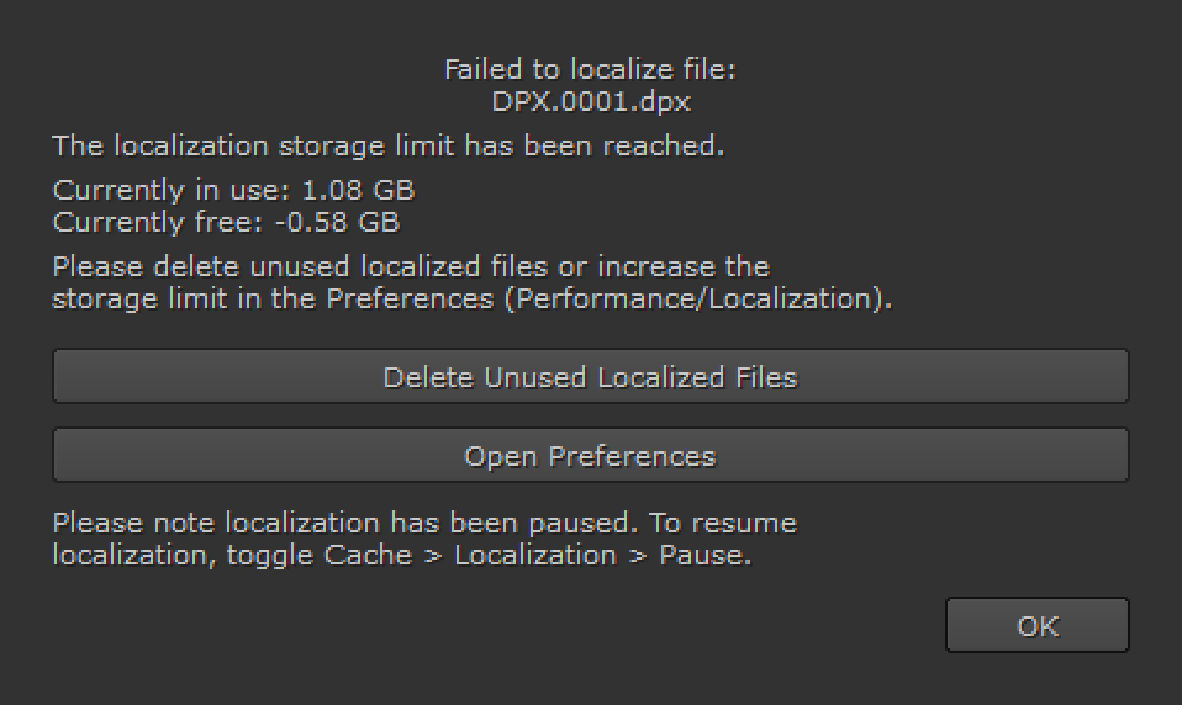 Failed to localize file:
DPX.0001.dpx
The localization storage limit has been reached.
Currently in use: 1.08 GB
Currently free: -0.58 GB
Please delete unused localized files or increase the
storage limit in the Preferences (Performance/Localization).
Delete Unused Localized Files
Open Preferences
Please note localization has been paused. To resume
localization, toggle Cache > Localization > Pause.
OK